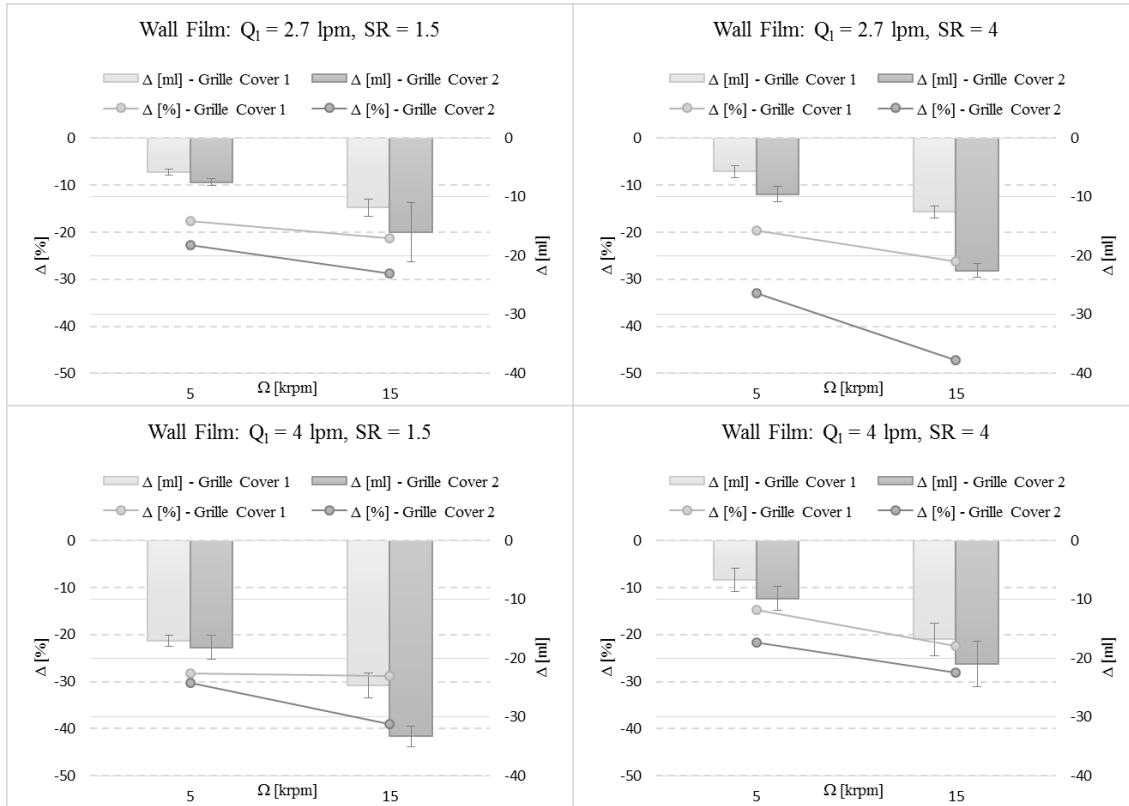 Wall Film: Ql = 2.7 lpm, SR = 1.5
Δ [ml] - Grille Cover 1 Δ [ml] - Grille Cover 2
Δ [%] - Grille Cover 1 Δ [%] - Grille Cover 2
0 0
-10
-10
-20
-20
-30
-30
-40
-50 -40
Δ [%]
Δ [ml]
5 15
Ω [krpm]
Wall Film: Ql = 2.7 lpm, SR = 4
Δ [ml] - Grille Cover 1 Δ [ml] - Grille Cover 2
Δ [%] - Grille Cover 1 Δ [%] - Grille Cover 2
0 0
-10
-10
-20
-20
-30
-30
-40
-50 -40
Δ [%]
Δ [ml]
5 15
Ω [krpm]
Wall Film: Ql = 4 lpm, SR = 1.5
Δ [ml] - Grille Cover 1 Δ [ml] - Grille Cover 2
Δ [%] - Grille Cover 1 Δ [%] - Grille Cover 2
0 0
-10
-10
-20
-20
-30
-30
-40
-50 -40
Δ [%]
Δ [ml]
5 15
Ω [krpm]
Wall Film: Ql = 4 lpm, SR = 4
Δ [ml] - Grille Cover 1 Δ [ml] - Grille Cover 2
Δ [%] - Grille Cover 1 Δ [%] - Grille Cover 2
0 0
-10
-10
-20
-20
-30
-30
-40
-50 -40
Δ [%]
Δ [ml]
5 15
Ω [krpm]